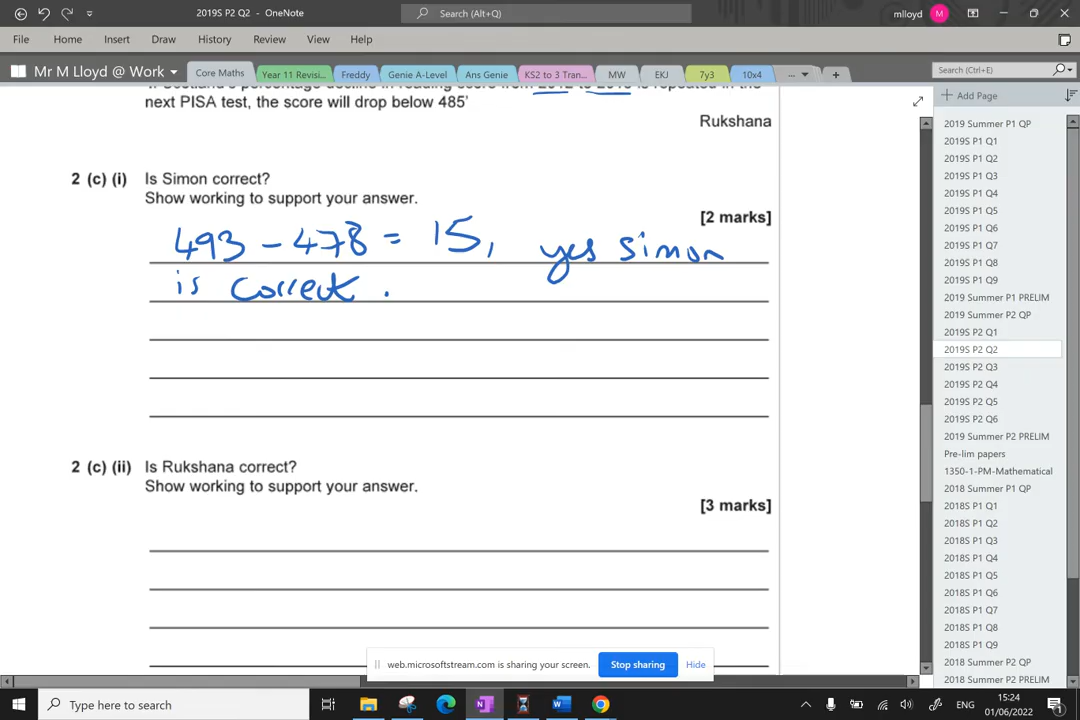 2019S P2 Q2 - OneNote
Search (Alt+Q)
mlloyd
M
File
Home
Insert
Draw
History
Review
View
Help
Mr M Lloyd @ Work
Core Maths
Year 11 Revisi...
Freddy
Genie A-Level
Ans Genie
KS2 to 3 Tran...
MW
EKJ
7y3
10x4
...
Search (Ctrl+E)
next PISA test, the score will drop below 485'
Rukshana
2 (c) (i) Is Simon correct?
Show working to support your answer.
[2 marks]
493 - 478 = 15, yes simon
is correct.
2 (c) (ii) Is Rukshana correct?
Show working to support your answer.
[3 marks]
web.microsoftstream.com is sharing your screen.
Stop sharing
Hide
Add Page
2019 Summer P1 QP
2019S P1 Q1
2019S P1 Q2
2019S P1 Q3
2019S P1 Q4
2019S P1 Q5
2019S P1 Q6
2019S P1 Q7
2019S P1 Q8
2019S P1 Q9
2019 Summer P1 PRELIM
2019 Summer P2 QP
2019S P2 Q1
2019S P2 Q2
2019S P2 Q3
2019S P2 Q4
2019S P2 Q5
2019S P2 Q6
2019 Summer P2 PRELIM
Pre-lim papers
1350-1-PM-Mathematical
2018 Summer P1 QP
2018S P1 Q1
2018S P1 Q2
2018S P1 Q3
2018S P1 Q4
2018S P1 Q5
2018S P1 Q6
2018S P1 Q7
2018S P1 Q8
2018S P1 Q9
2018 Summer P2 QP
2018 Summer P2 PRELIM
Type here to search
ENG
15:24
01/06/2022